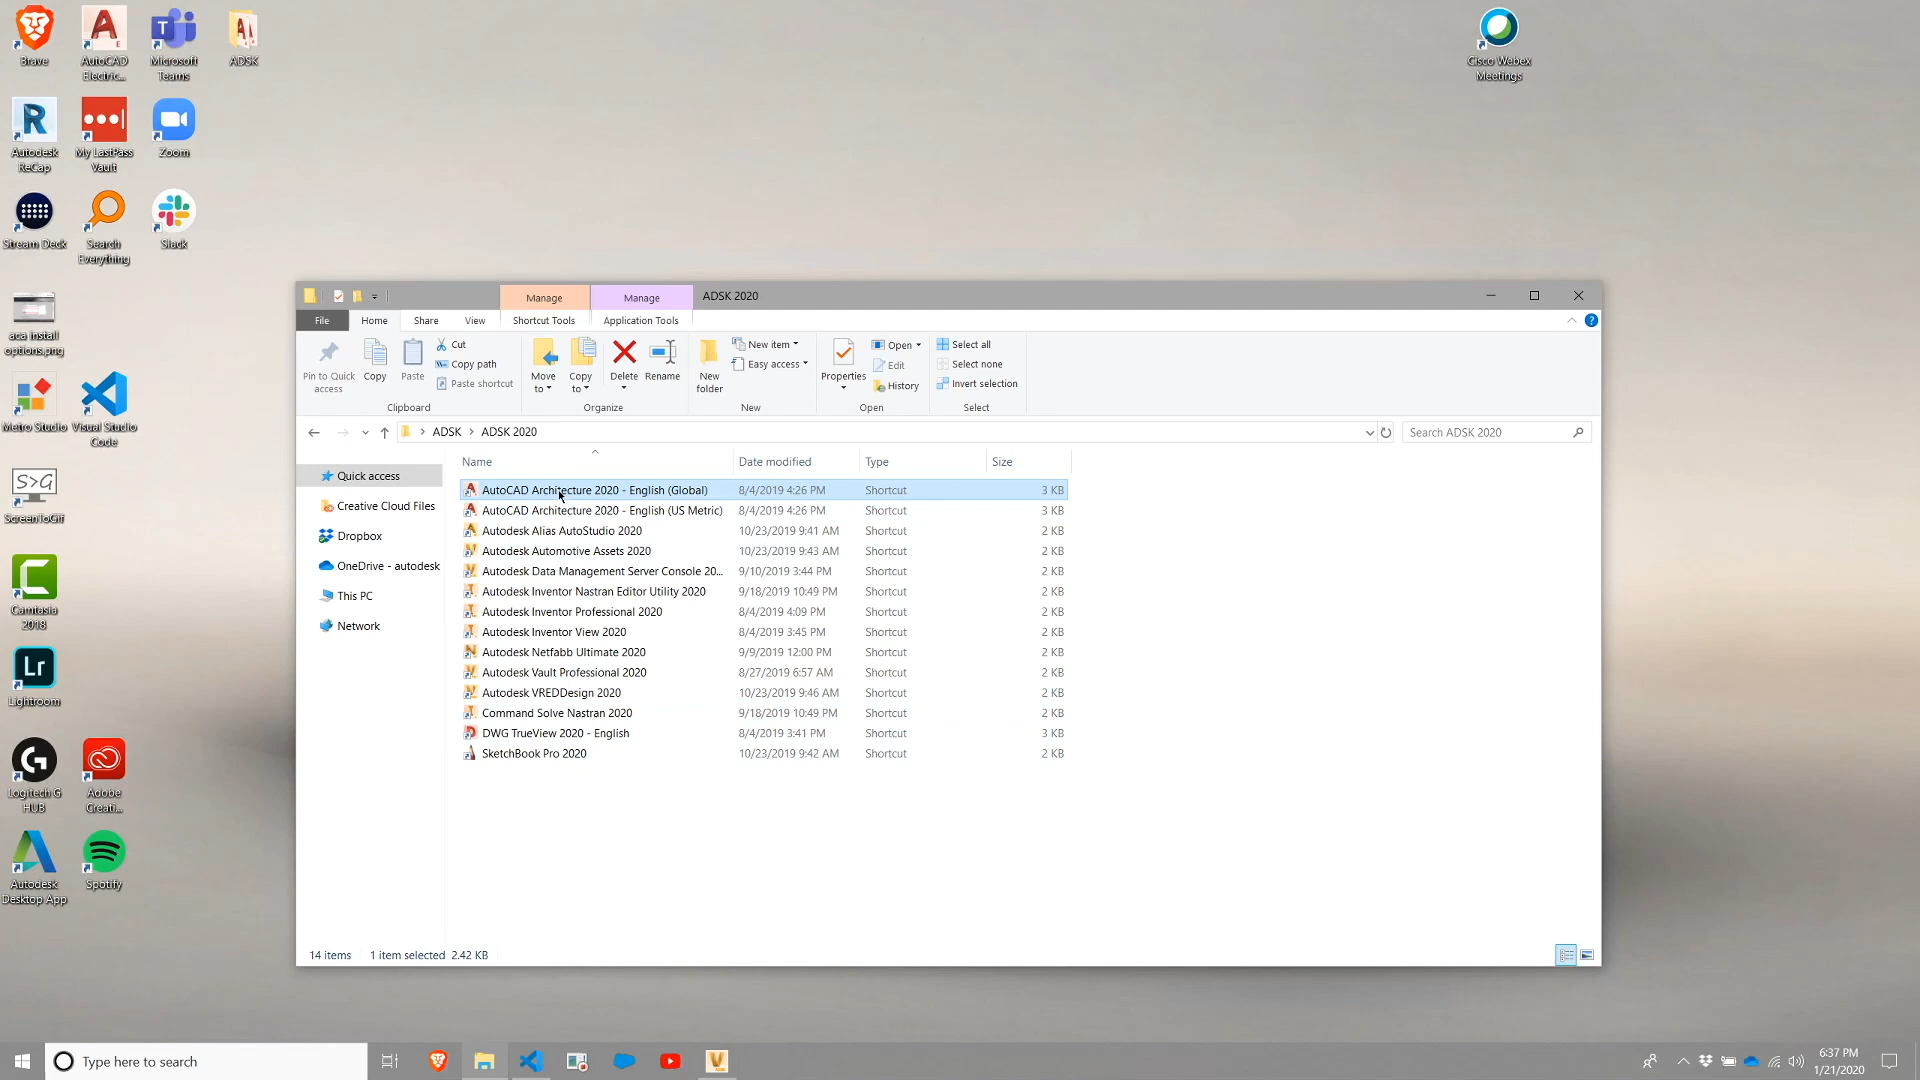 Brave
AutoCAD
Electric...
Microsoft
Teams
ADSK
Cisco Webex
Meetings
Autodesk
ReCap
My LastPass
Vault
Zoom
Stream Deck
Search
Everything
Slack
aca install
options.png
Metro Studio
Visual Studio
Code
S>G
ScreenToGif
Camtasia
2018
Lr
Lightroom
Logitech G
HUB
Adobe
Creati...
Autodesk
Desktop App
Spotify
Manage
Manage
ADSK 2020
File
Home
Share
View
Shortcut Tools
Application Tools
Pin to Quick
access
Copy
Paste
Cut
Copy path
Paste shortcut
Clipboard
Move
to
Copy
to
Delete
Rename
Organize
New
folder
New item
Easy access
New
Properties
Open
Edit
History
Open
Select all
Select none
Invert selection
Select
ADSK > ADSK 2020
Search ADSK 2020
Quick access
Creative Cloud Files
Dropbox
OneDrive - autodesk
This PC
Network
Name Date modified Type Size
AutoCAD Architecture 2020 - English (Global) 8/4/2019 4:26 PM Shortcut 3 KB
AutoCAD Architecture 2020 - English (US Metric) 8/4/2019 4:26 PM Shortcut 3 KB
Autodesk Alias AutoStudio 2020 10/23/2019 9:41 AM Shortcut 2 KB
Autodesk Automotive Assets 2020 10/23/2019 9:43 AM Shortcut 2 KB
Autodesk Data Management Server Console 20... 9/10/2019 3:44 PM Shortcut 2 KB
Autodesk Inventor Nastran Editor Utility 2020 9/18/2019 10:49 PM Shortcut 2 KB
Autodesk Inventor Professional 2020 8/4/2019 4:09 PM Shortcut 2 KB
Autodesk Inventor View 2020 8/4/2019 3:45 PM Shortcut 2 KB
Autodesk Netfabb Ultimate 2020 9/9/2019 12:00 PM Shortcut 2 KB
Autodesk Vault Professional 2020 8/27/2019 6:57 AM Shortcut 2 KB
Autodesk VREDDesign 2020 10/23/2019 9:46 AM Shortcut 2 KB
Command Solve Nastran 2020 9/18/2019 10:49 PM Shortcut 2 KB
DWG TrueView 2020 - English 8/4/2019 3:41 PM Shortcut 3 KB
SketchBook Pro 2020 10/23/2019 9:42 AM Shortcut 2 KB
14 items 1 item selected 2.42 KB
Type here to search
6:37 PM
1/21/2020